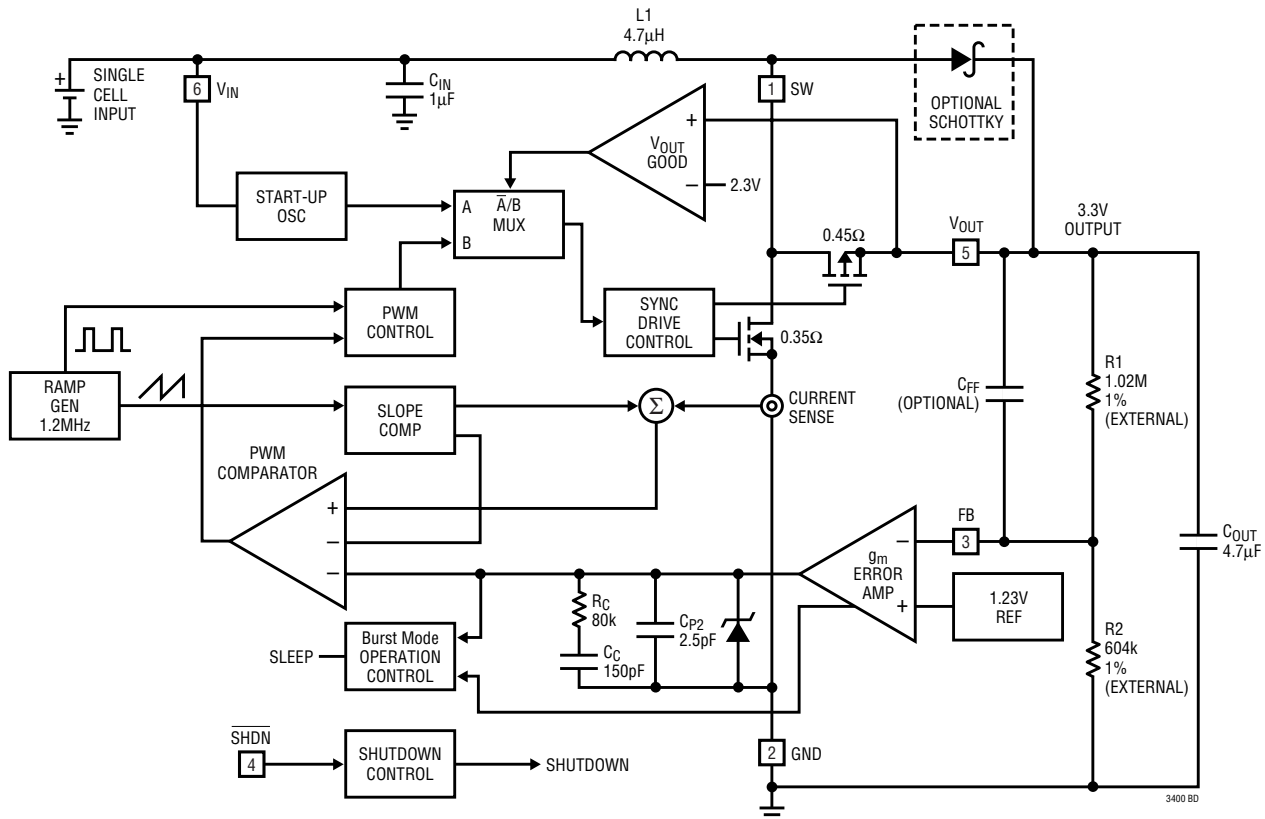 L1
4.7µH
+
SINGLE
CELL
INPUT
6
VIN
CIN
1µF
1
SW
OPTIONAL
SCHOTTKY
+
VOUT
GOOD
–
2.3V
START-UP
OSC
A
B
A̅/B
MUX
0.45Ω
VOUT
5
3.3V
OUTPUT
PWM
CONTROL
SYNC
DRIVE
CONTROL
0.35Ω
RAMP
GEN
1.2MHz
SLOPE
COMP
Σ
CURRENT
SENSE
CFF
(OPTIONAL)
R1
1.02M
1%
(EXTERNAL)
PWM
COMPARATOR
+
–
–
FB
3
–
gm
ERROR
AMP
+
1.23V
REF
COUT
4.7µF
R2
604k
1%
(EXTERNAL)
RC
80k
CC
150pF
CP2
2.5pF
SLEEP
Burst Mode
OPERATION
CONTROL
S̅H̅D̅N̅
4
SHUTDOWN
CONTROL
SHUTDOWN
2
GND
3400 BD